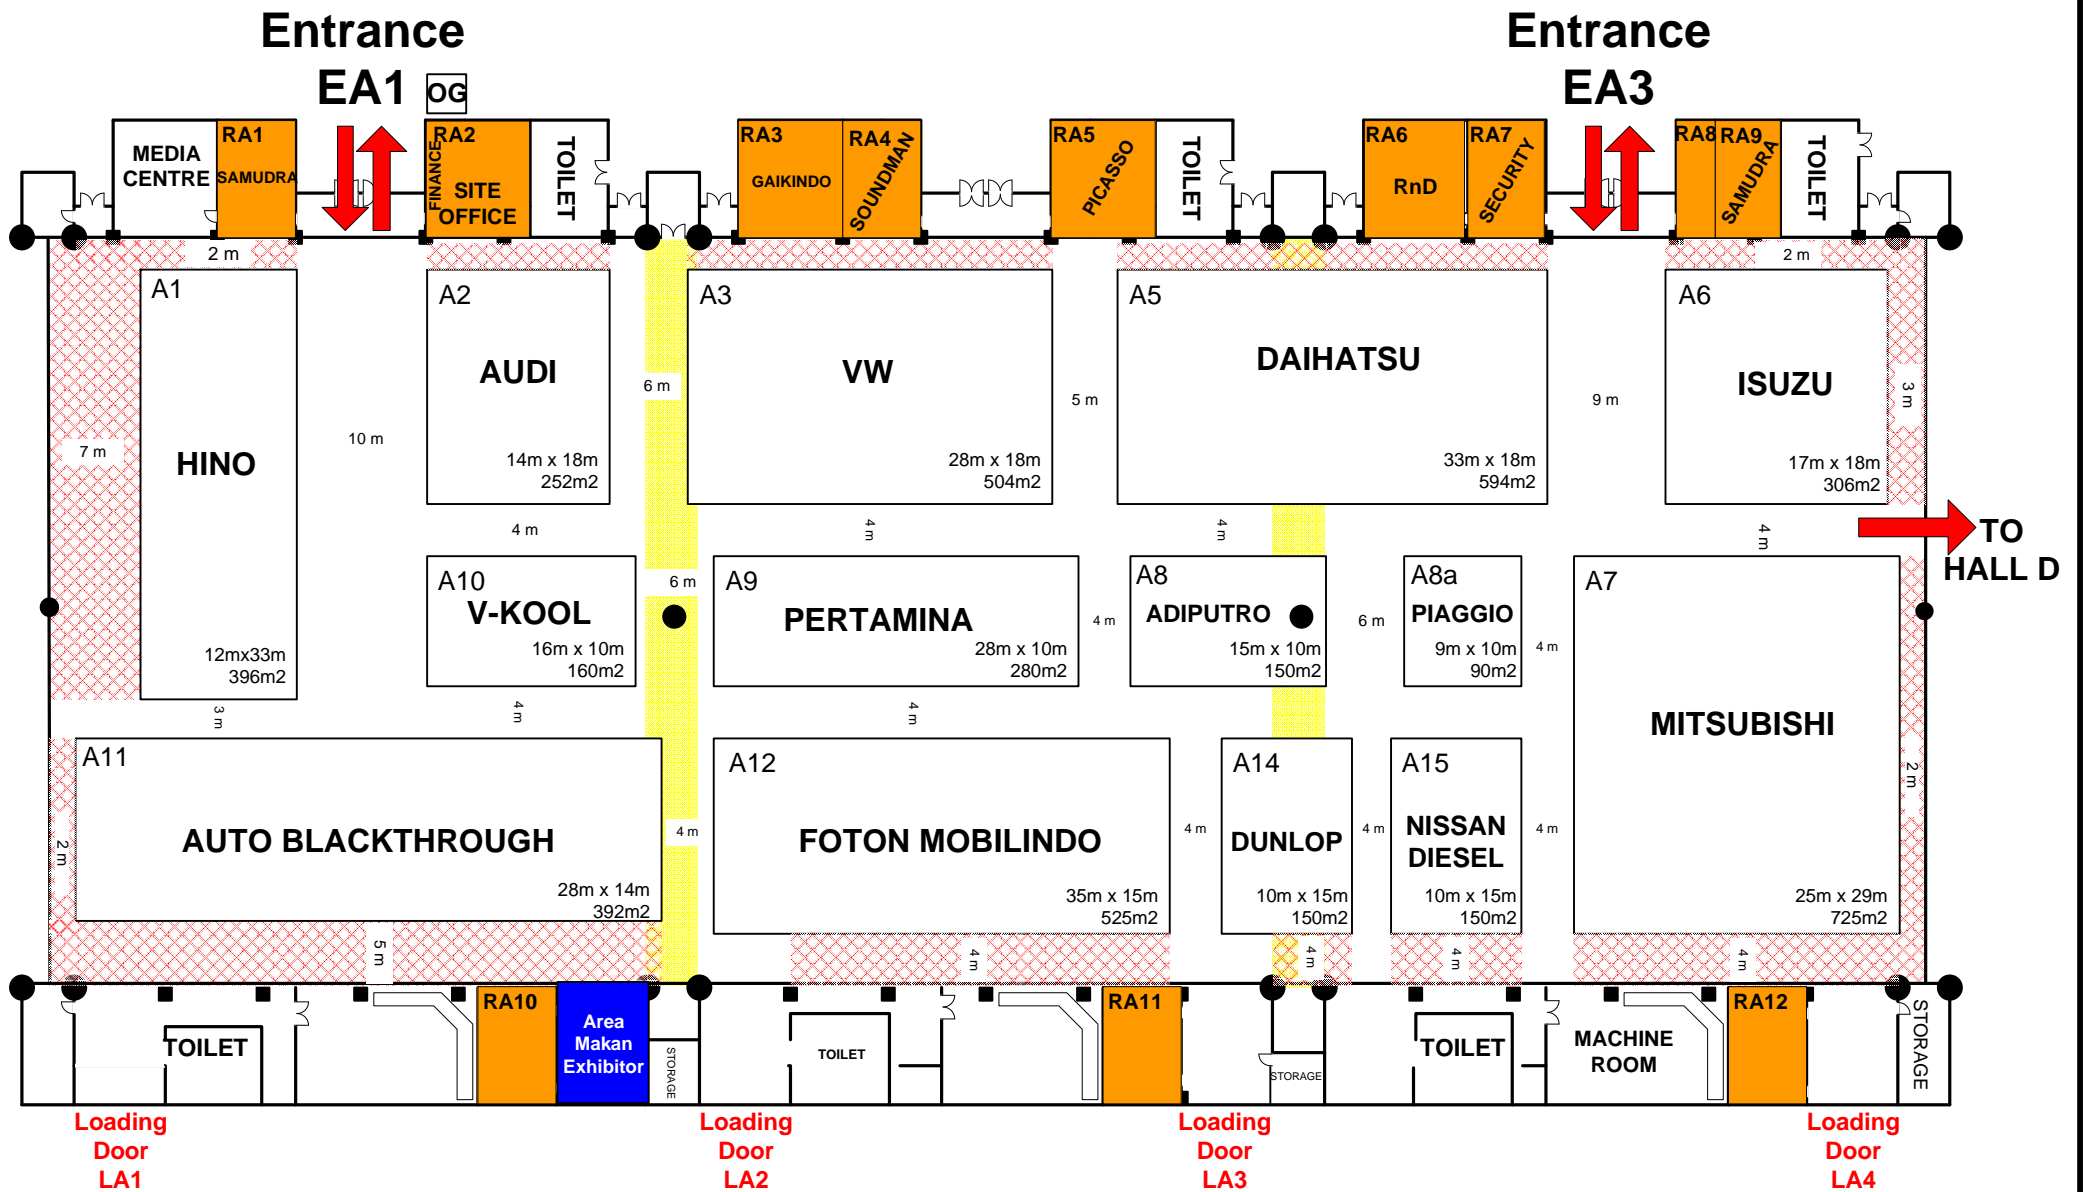 Entrance
EA1
Entrance
EA3
OG
MEDIA
CENTRE
RA1
SAMUDRA
RA2
FINANCE
SITE
OFFICE
TOILET
RA3
GAIKINDO
RA4
SOUNDMAN
RA5
PICASSO
TOILET
RA6
RnD
RA7
SECURITY
RA8
RA9
SAMUDRA
TOILET
2 m
2 m
A1
HINO
12mx33m
396m2
7 m
10 m
A2
AUDI
14m x 18m
252m2
6 m
A3
VW
28m x 18m
504m2
5 m
A5
DAIHATSU
33m x 18m
594m2
9 m
A6
ISUZU
17m x 18m
306m2
3 m
4 m
4 m
4 m
4 m
TO
HALL D
A10
V-KOOL
16m x 10m
160m2
6 m
A9
PERTAMINA
28m x 10m
280m2
4 m
A8
ADIPUTRO
15m x 10m
150m2
6 m
A8a
PIAGGIO
9m x 10m
90m2
4 m
A7
MITSUBISHI
25m x 29m
725m2
3 m
4 m
4 m
2 m
A11
AUTO BLACKTHROUGH
28m x 14m
392m2
2 m
4 m
A12
FOTON MOBILINDO
35m x 15m
525m2
4 m
A14
DUNLOP
10m x 15m
150m2
4 m
A15
NISSAN
DIESEL
10m x 15m
150m2
4 m
5 m
4 m
4 m
4 m
4 m
TOILET
RA10
Area
Makan
Exhibitor
STORAGE
TOILET
RA11
STORAGE
TOILET
MACHINE
ROOM
RA12
STORAGE
Loading
Door
LA1
Loading
Door
LA2
Loading
Door
LA3
Loading
Door
LA4